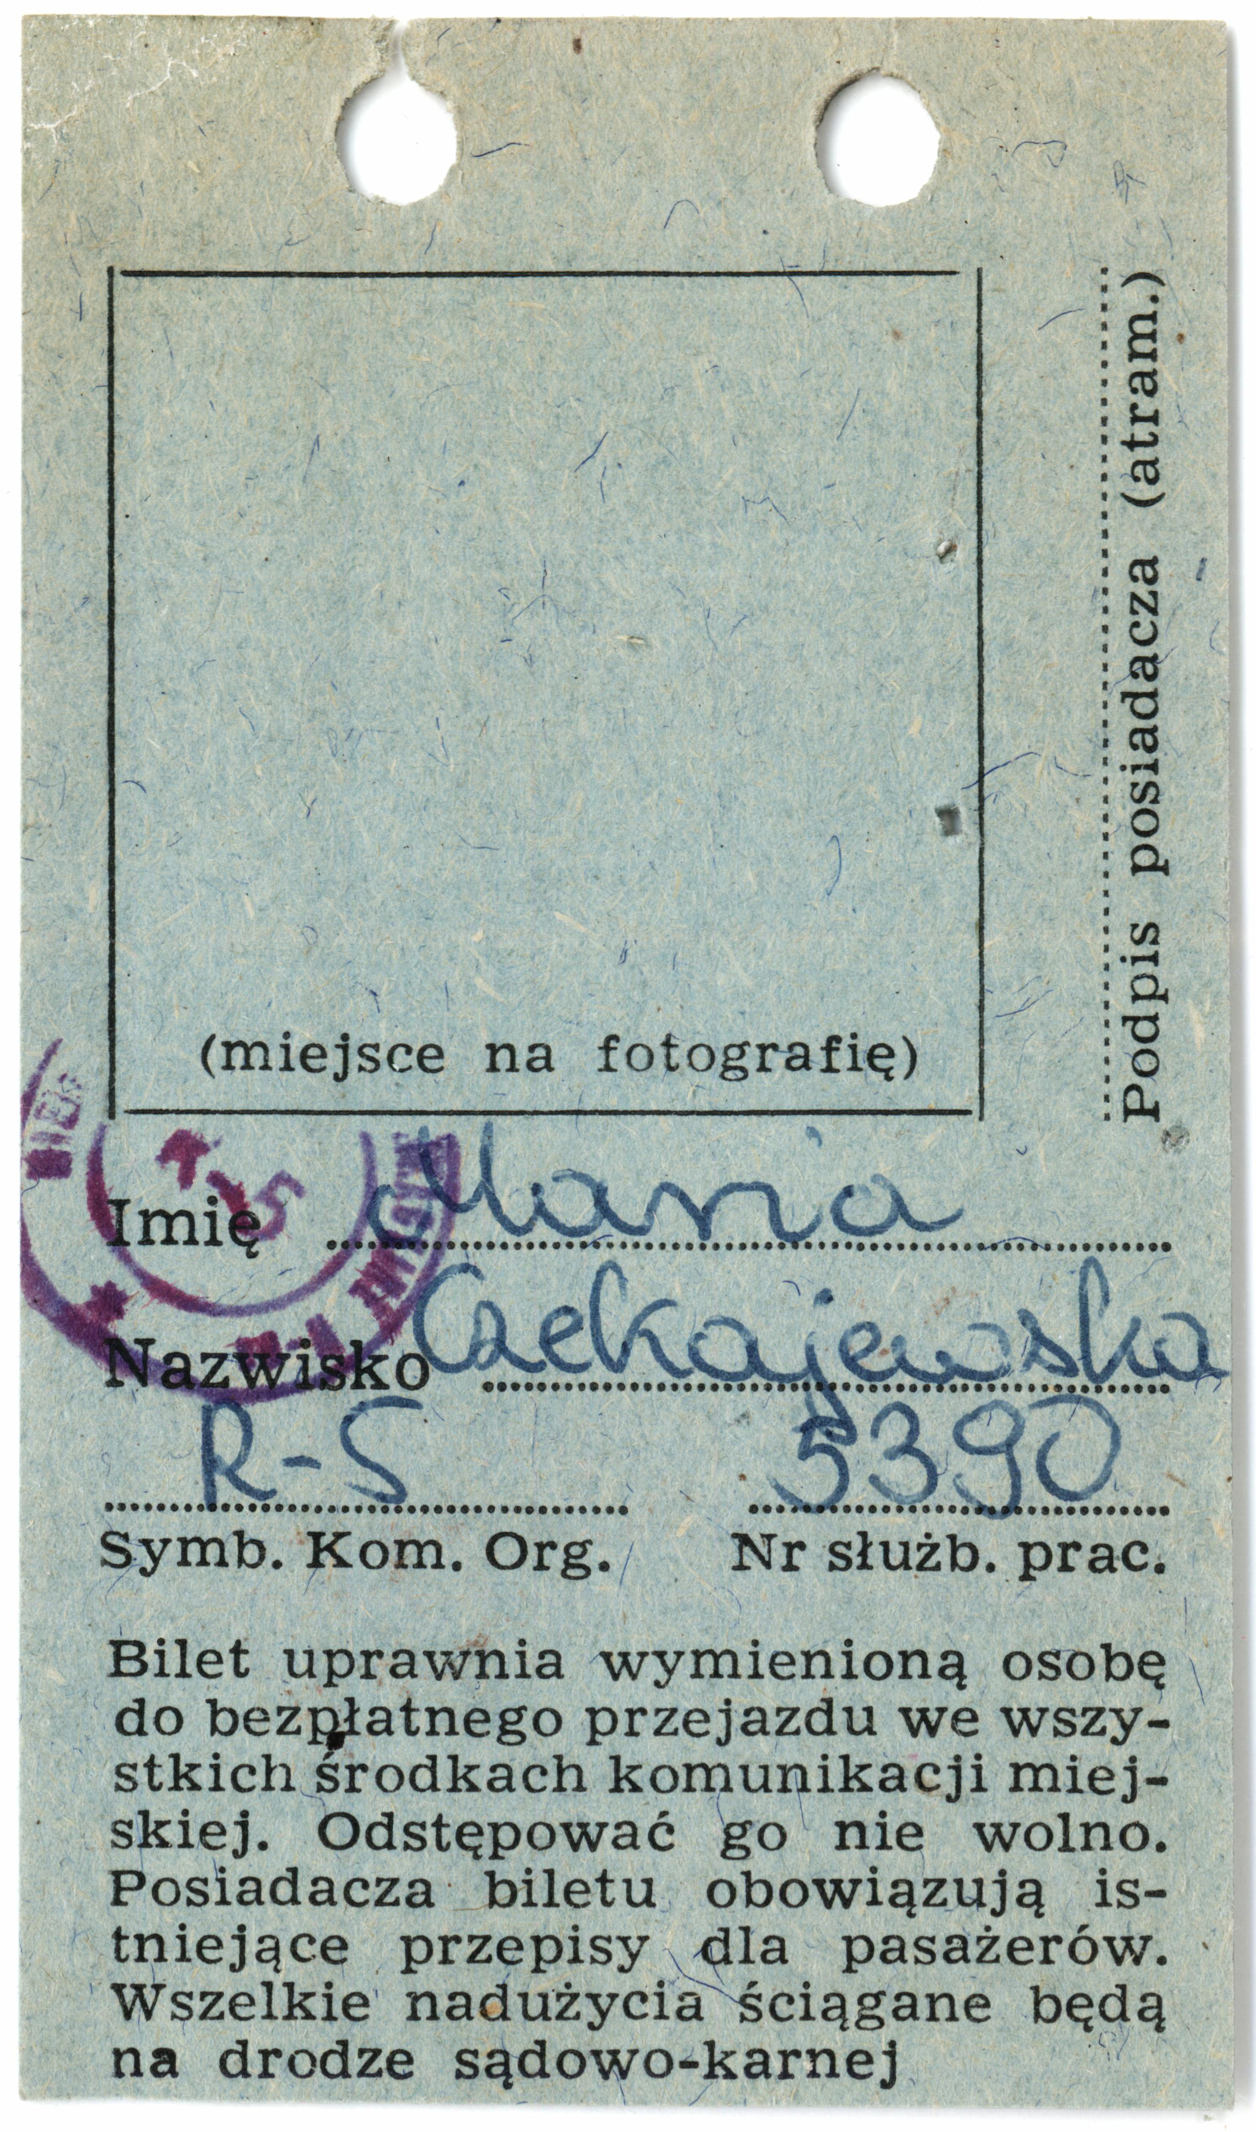 (miejsce na fotografię)
Podpis posiadacza (atram.)
Imię Maria
Nazwisko Czekajewska
R-S 5390
Symb. Kom. Org. Nr służb. prac.
Bilet uprawnia wymienioną osobę
do bezpłatnego przejazdu we wszy-
stkich środkach komunikacji miej-
skiej. Odstępować go nie wolno.
Posiadacza biletu obowiązują is-
tniejące przepisy dla pasażerów.
Wszelkie nadużycia ściągane będą
na drodze sądowo-karnej